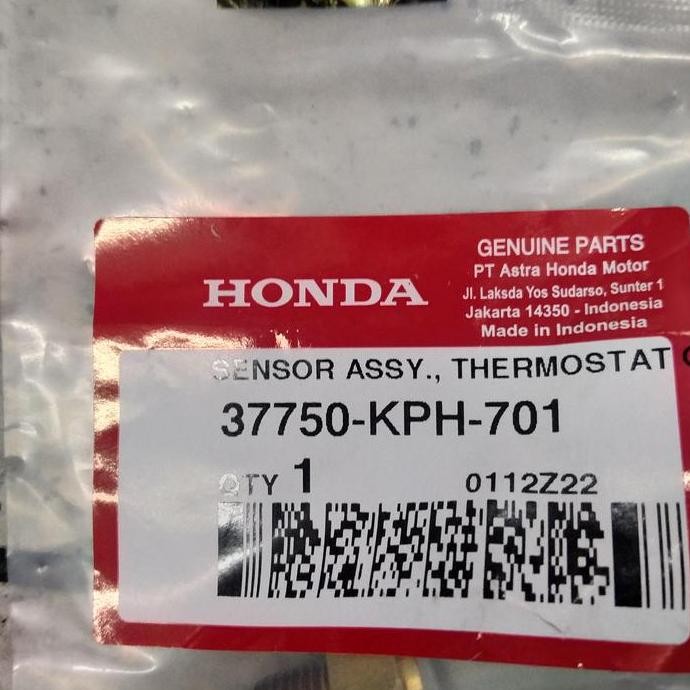 HONDA
GENUINE PARTS
PT Astra Honda Motor
Jl. Laksda Yos Sudarso, Sunter 1
Jakarta 14350 - Indonesia
Made in Indonesia
SENSOR ASSY., THERMOSTAT
37750-KPH-701
QTY 1 0112Z22